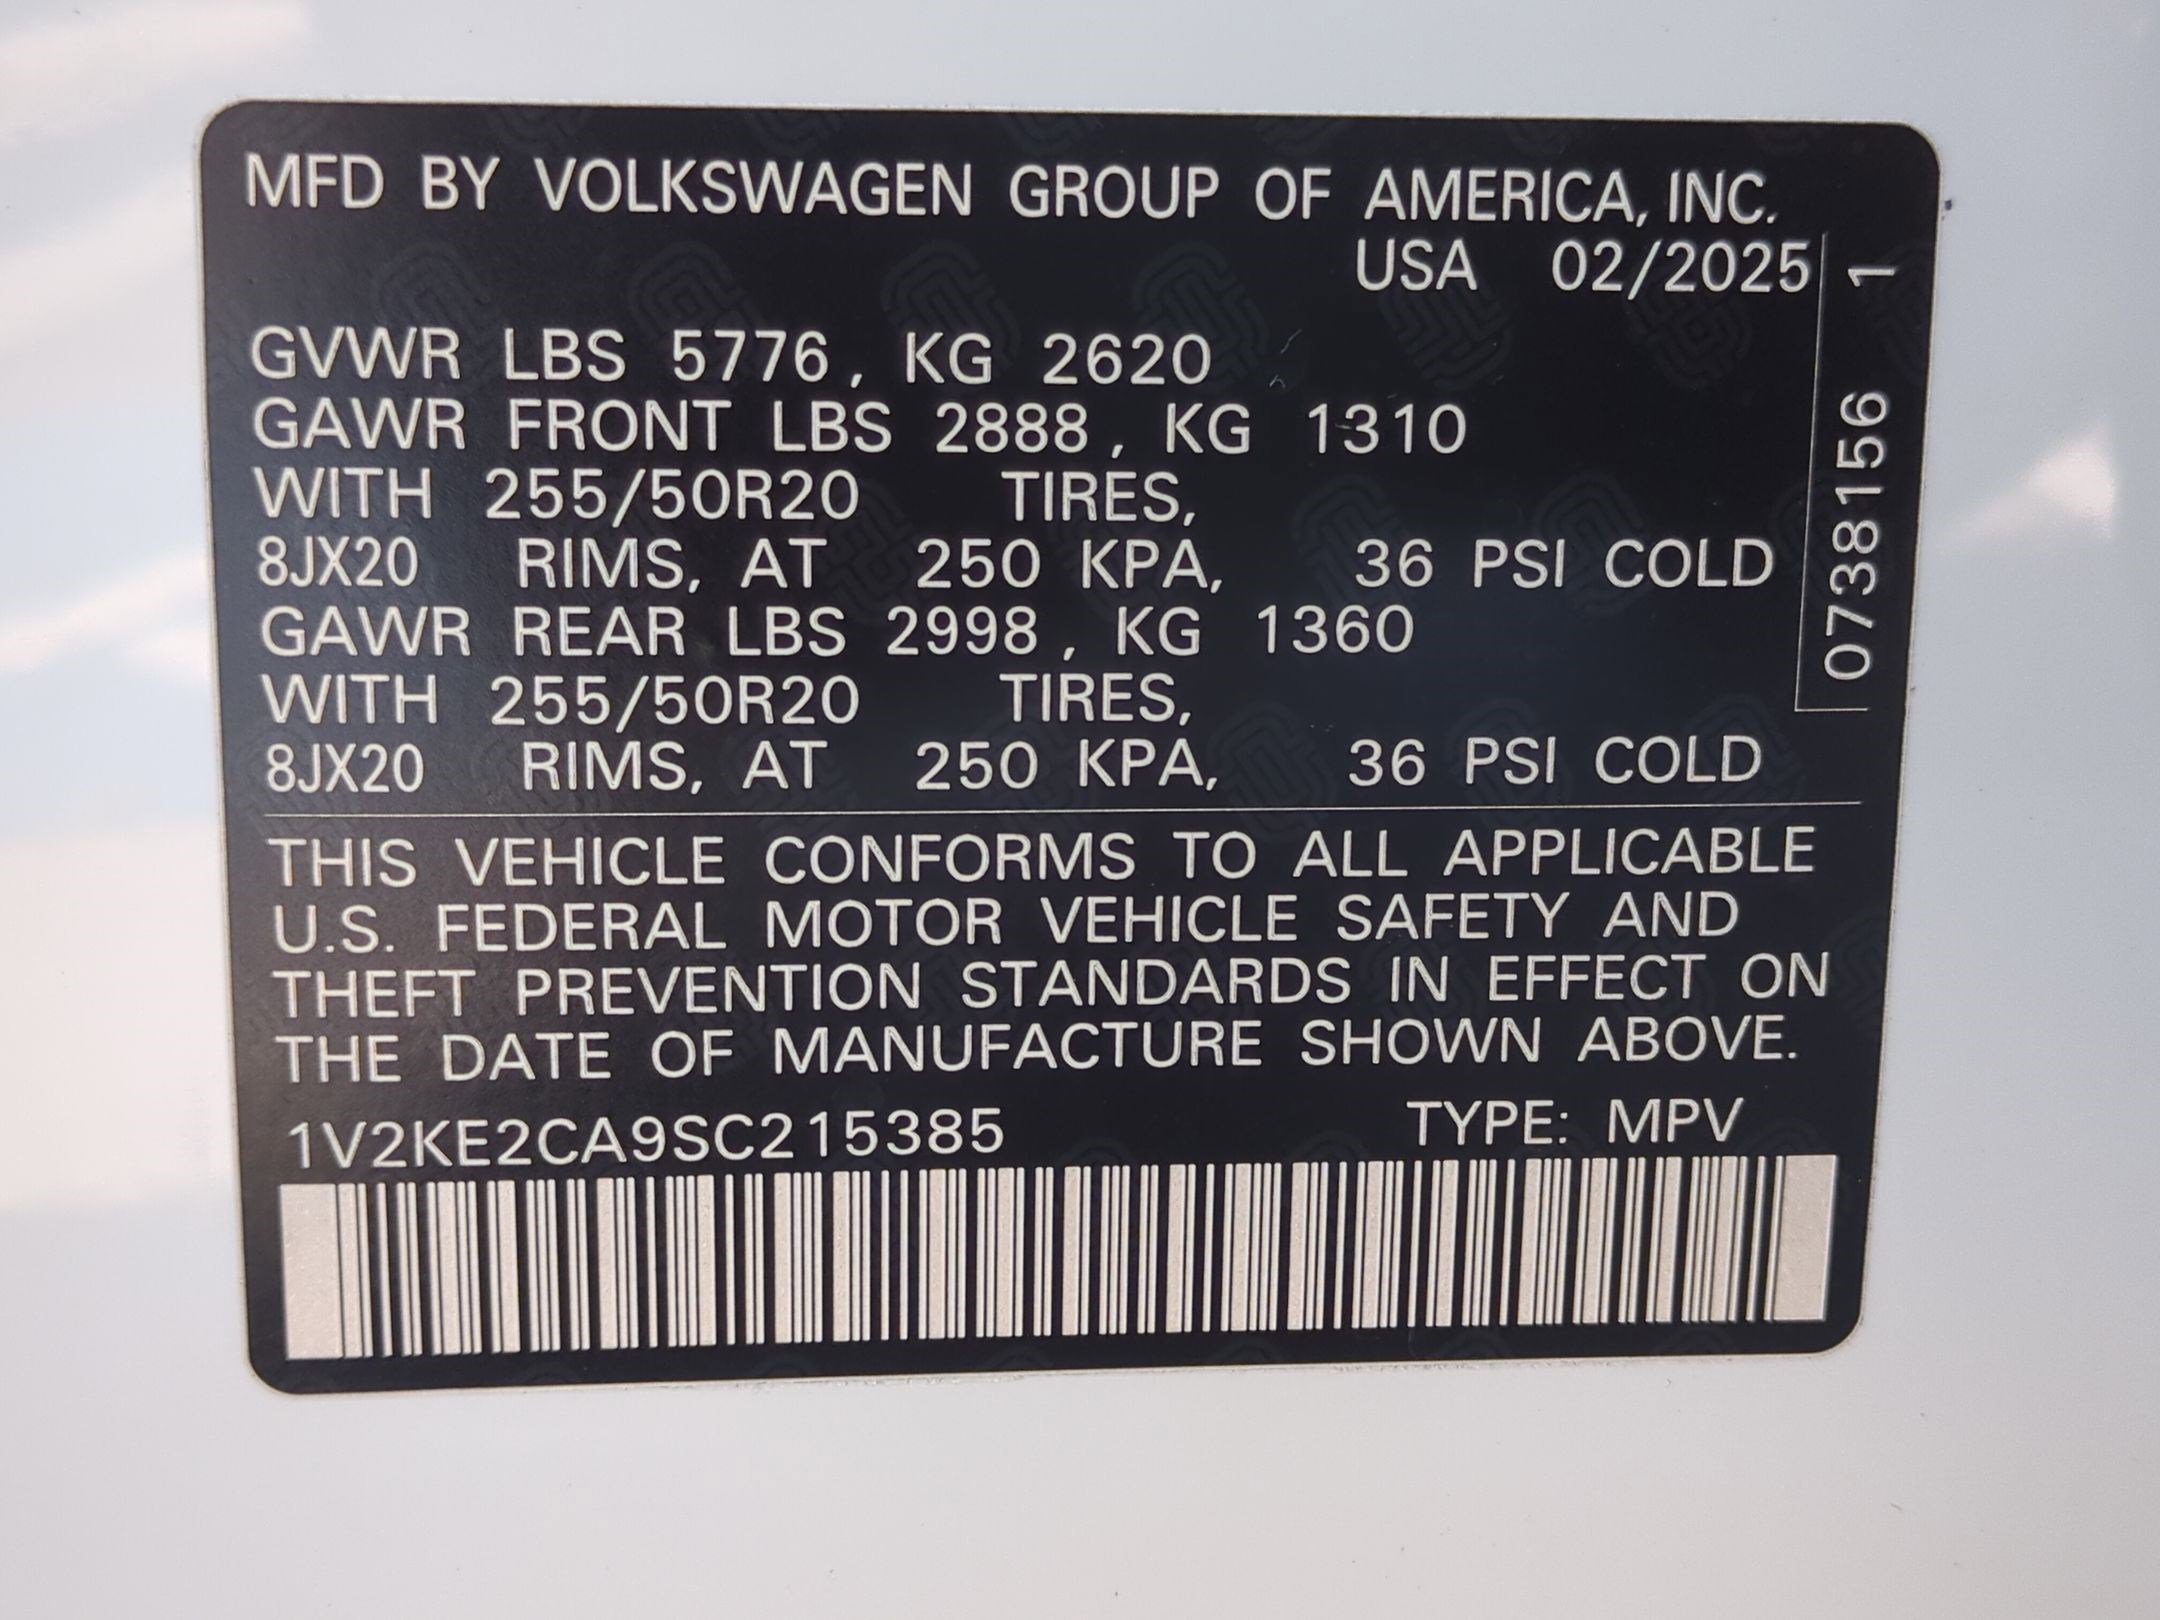 MFD BY VOLKSWAGEN GROUP OF AMERICA, INC.
USA 02/2025
GVWR LBS 5776, KG 2620
GAWR FRONT LBS 2888, KG 1310
WITH 255/50R20 TIRES,
8JX20 RIMS, AT 250 KPA, 36 PSI COLD
GAWR REAR LBS 2998, KG 1360
WITH 255/50R20 TIRES,
8JX20 RIMS, AT 250 KPA, 36 PSI COLD
0738156 1
THIS VEHICLE CONFORMS TO ALL APPLICABLE
U.S. FEDERAL MOTOR VEHICLE SAFETY AND
THEFT PREVENTION STANDARDS IN EFFECT ON
THE DATE OF MANUFACTURE SHOWN ABOVE.
1V2KE2CA9SC215385 TYPE: MPV